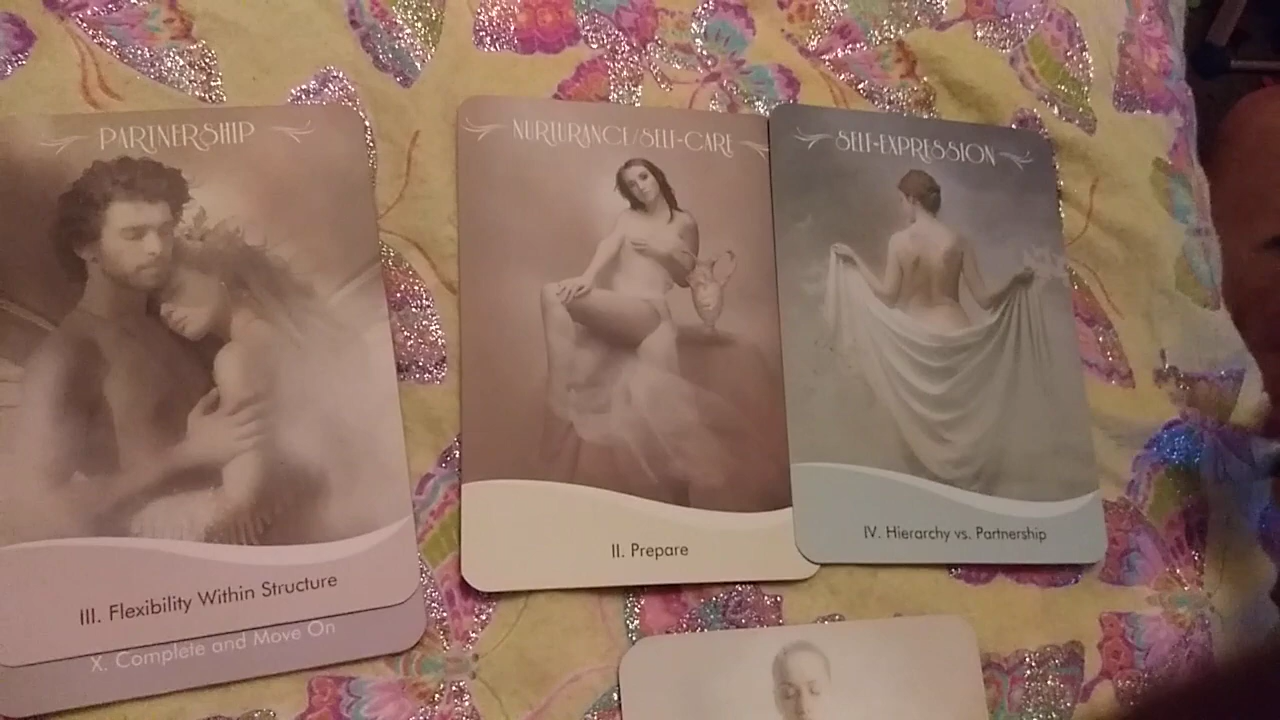 PARTNERSHIP
III. Flexibility Within Structure
X. Complete and Move On
NURTURANCE/SELF-CARE
II. Prepare
SELF-EXPRESSION
IV. Hierarchy vs. Partnership